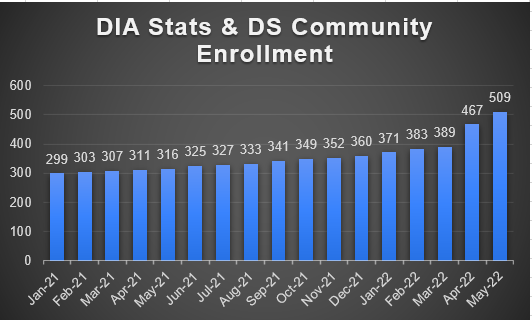 DIA Stats & DS Community
Enrollment
600
500
400
300
200
100
0
299 303 307 311 316 325 327 333 341 349 352 360 371 383 389 467 509
Jan-21 Feb-21 Mar-21 Apr-21 May-21 Jun-21 Jul-21 Aug-21 Sep-21 Oct-21 Nov-21 Dec-21 Jan-22 Feb-22 Mar-22 Apr-22 May-22